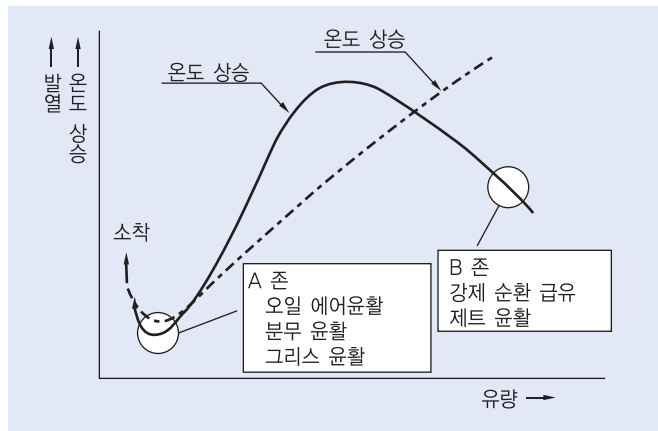 온도 상승
온도 상승
발열
온도 상승
소착
A 존
오일 에어윤활
분무 윤활
그리스 윤활
B 존
강제 순환 급유
제트 윤활
유량